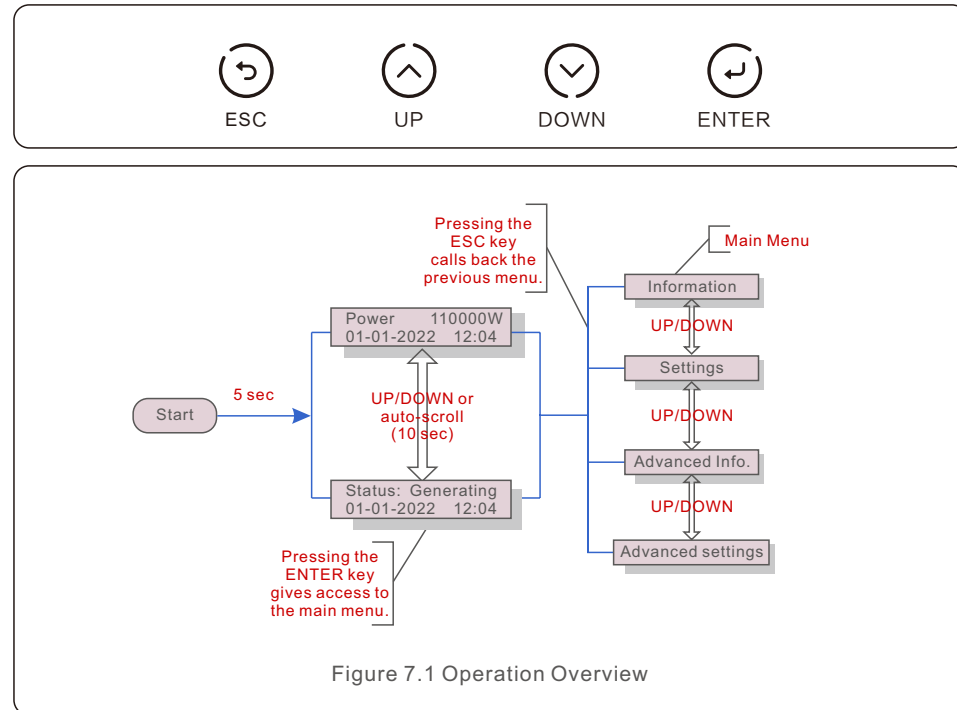 ESC
UP
DOWN
ENTER
Pressing the
ESC key
calls back the
previous menu.
Main Menu
Information
UP/DOWN
Power 110000W
01-01-2022 12:04
Settings
5 sec
Start
UP/DOWN or
auto-scroll
(10 sec)
UP/DOWN
Advanced Info.
Status: Generating
01-01-2022 12:04
UP/DOWN
Advanced settings
Pressing the
ENTER key
gives access to
the main menu.
Figure 7.1 Operation Overview